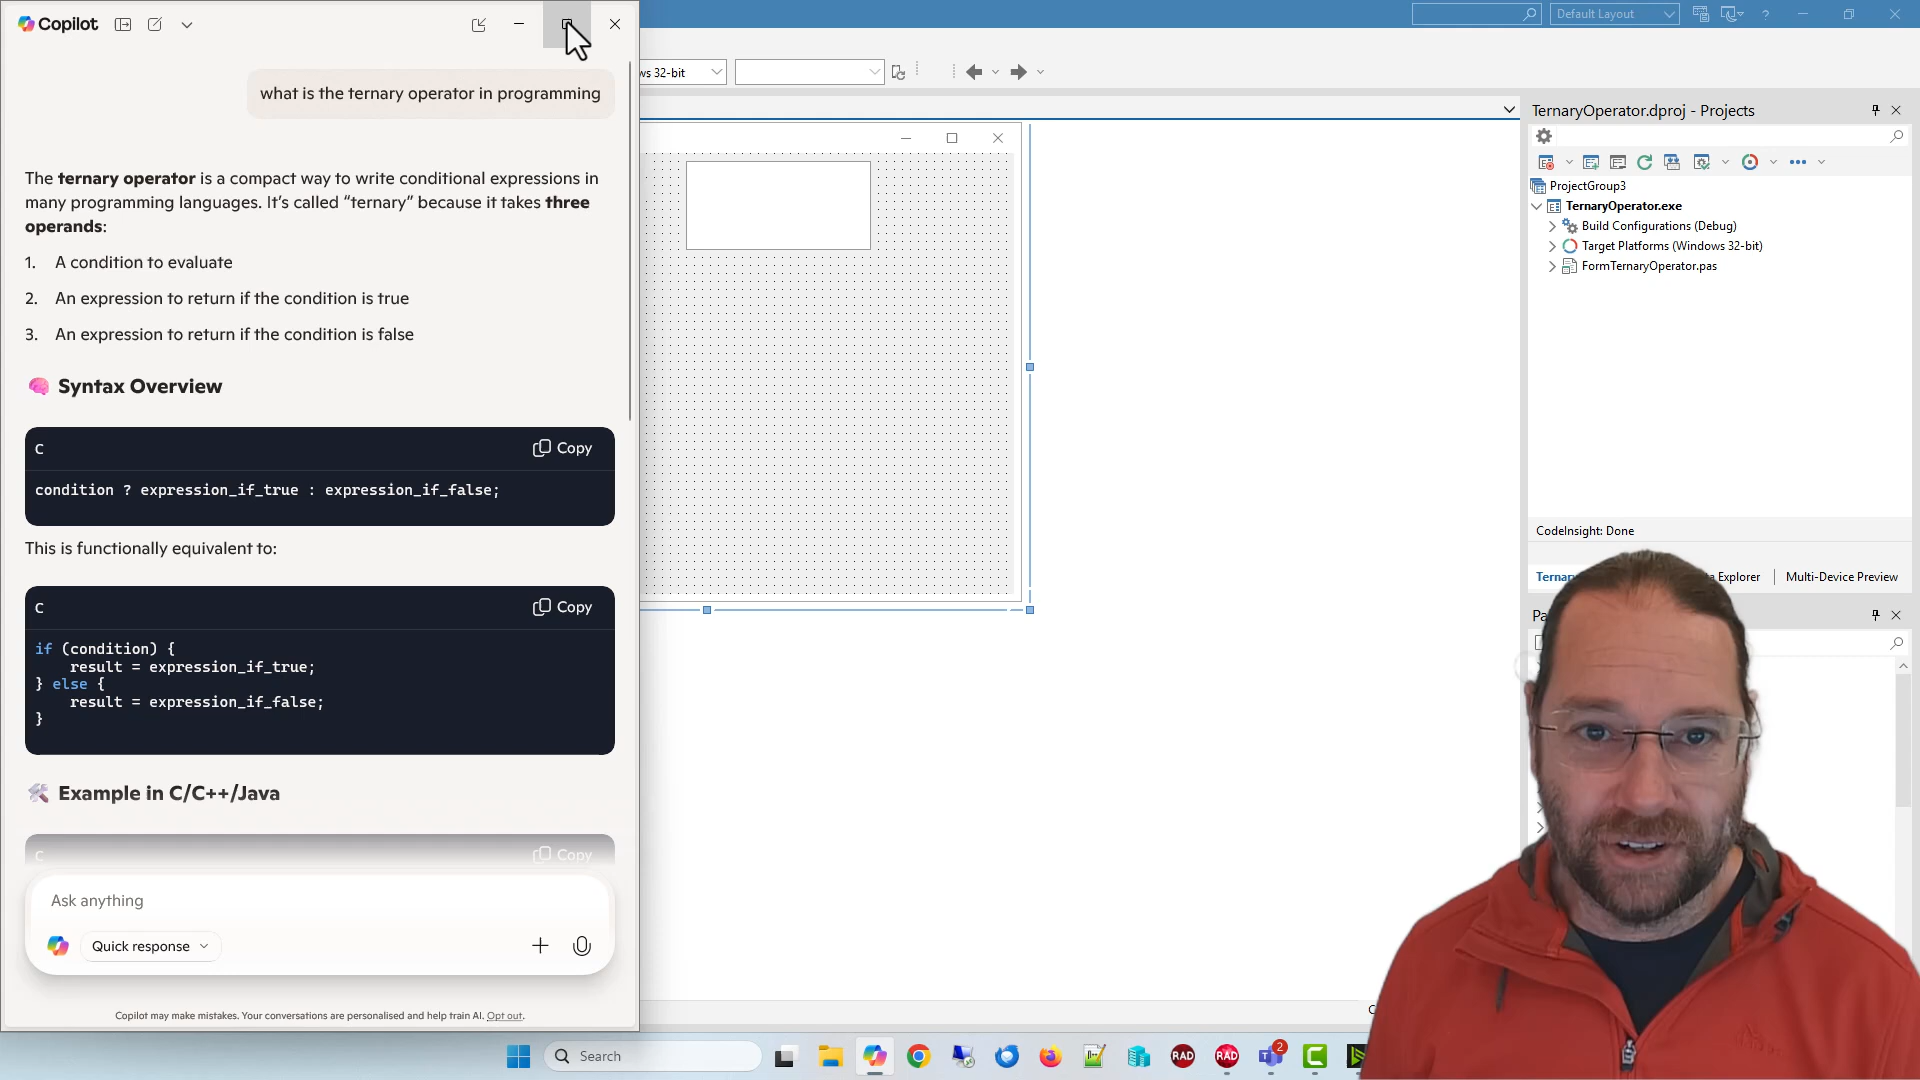 Copilot
what is the ternary operator in programming
The ternary operator is a compact way to write conditional expressions in
many programming languages. It's called “ternary” because it takes three
operands:
1. A condition to evaluate
2. An expression to return if the condition is true
3. An expression to return if the condition is false
🧠 Syntax Overview
C
Copy
condition ? expression_if_true : expression_if_false;
This is functionally equivalent to:
C
Copy
if (condition) {
result = expression_if_true;
} else {
result = expression_if_false;
}
🛠️ Example in C/C++/Java
C
Copy
Ask anything
Quick response
Copilot may make mistakes. Your conversations are personalised and help train AI. Opt out.
Default Layout
ws 32-bit
TernaryOperator.dproj - Projects
ProjectGroup3
TernaryOperator.exe
Build Configurations (Debug)
Target Platforms (Windows 32-bit)
FormTernaryOperator.pas
CodeInsight: Done
Explorer
Multi-Device Preview
Search
RAD
RAD
2